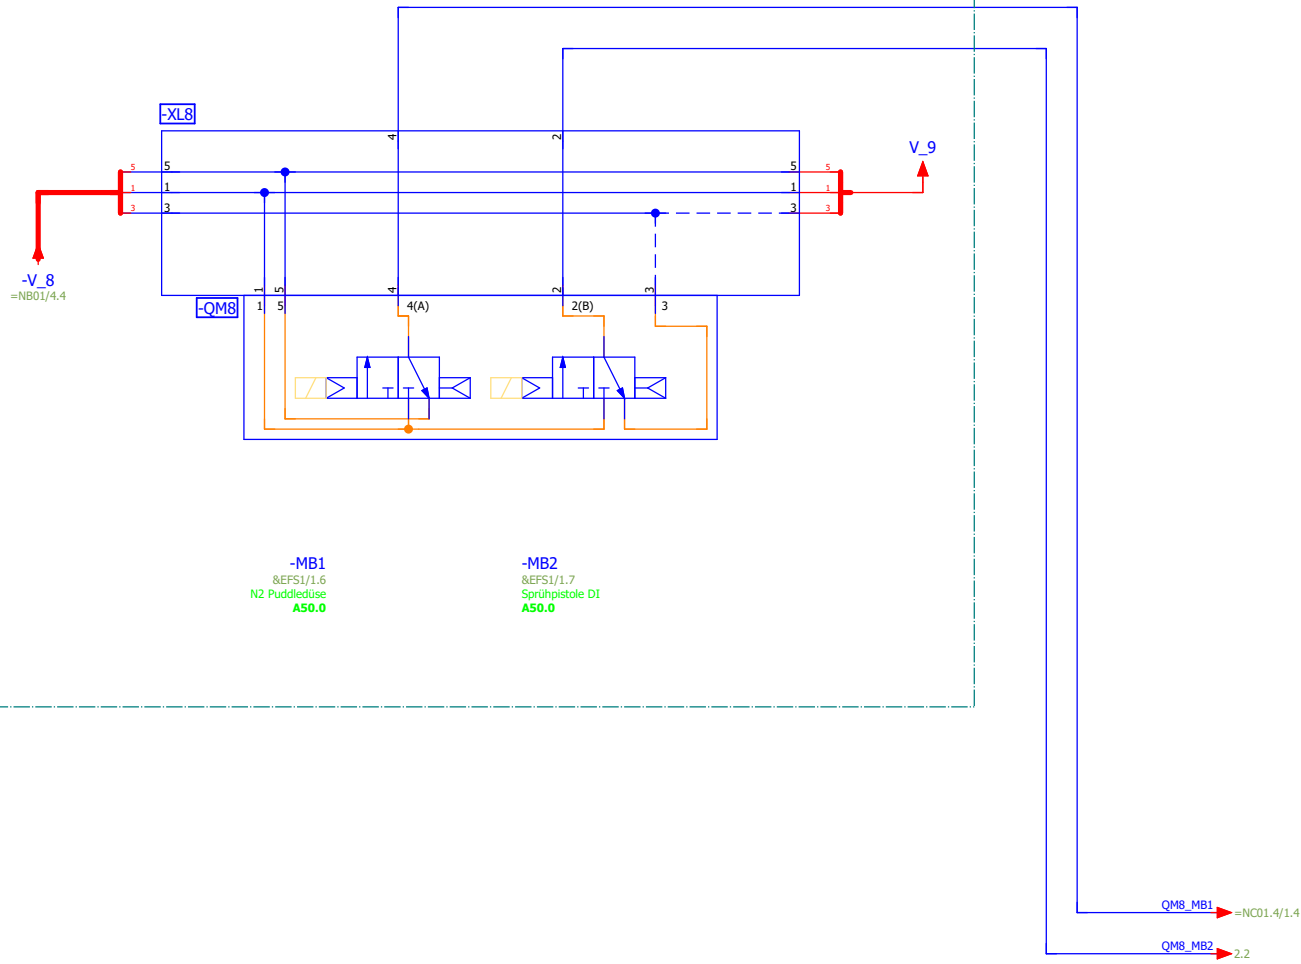 -XL8
4
2
V_9
5
5
5
5
1
1
1
1
3
3
3
3
-V_8
=NB01/4.4
1
5
4
2
3
-QM8
1
5
4(A)
2(B)
3
-MB1
-MB2
&EFS1/1.6
&EFS1/1.7
N2 Puddledüse
Sprühpistole DI
A50.0
A50.0
QM8_MB1
=NC01.4/1.4
QM8_MB2
2.2